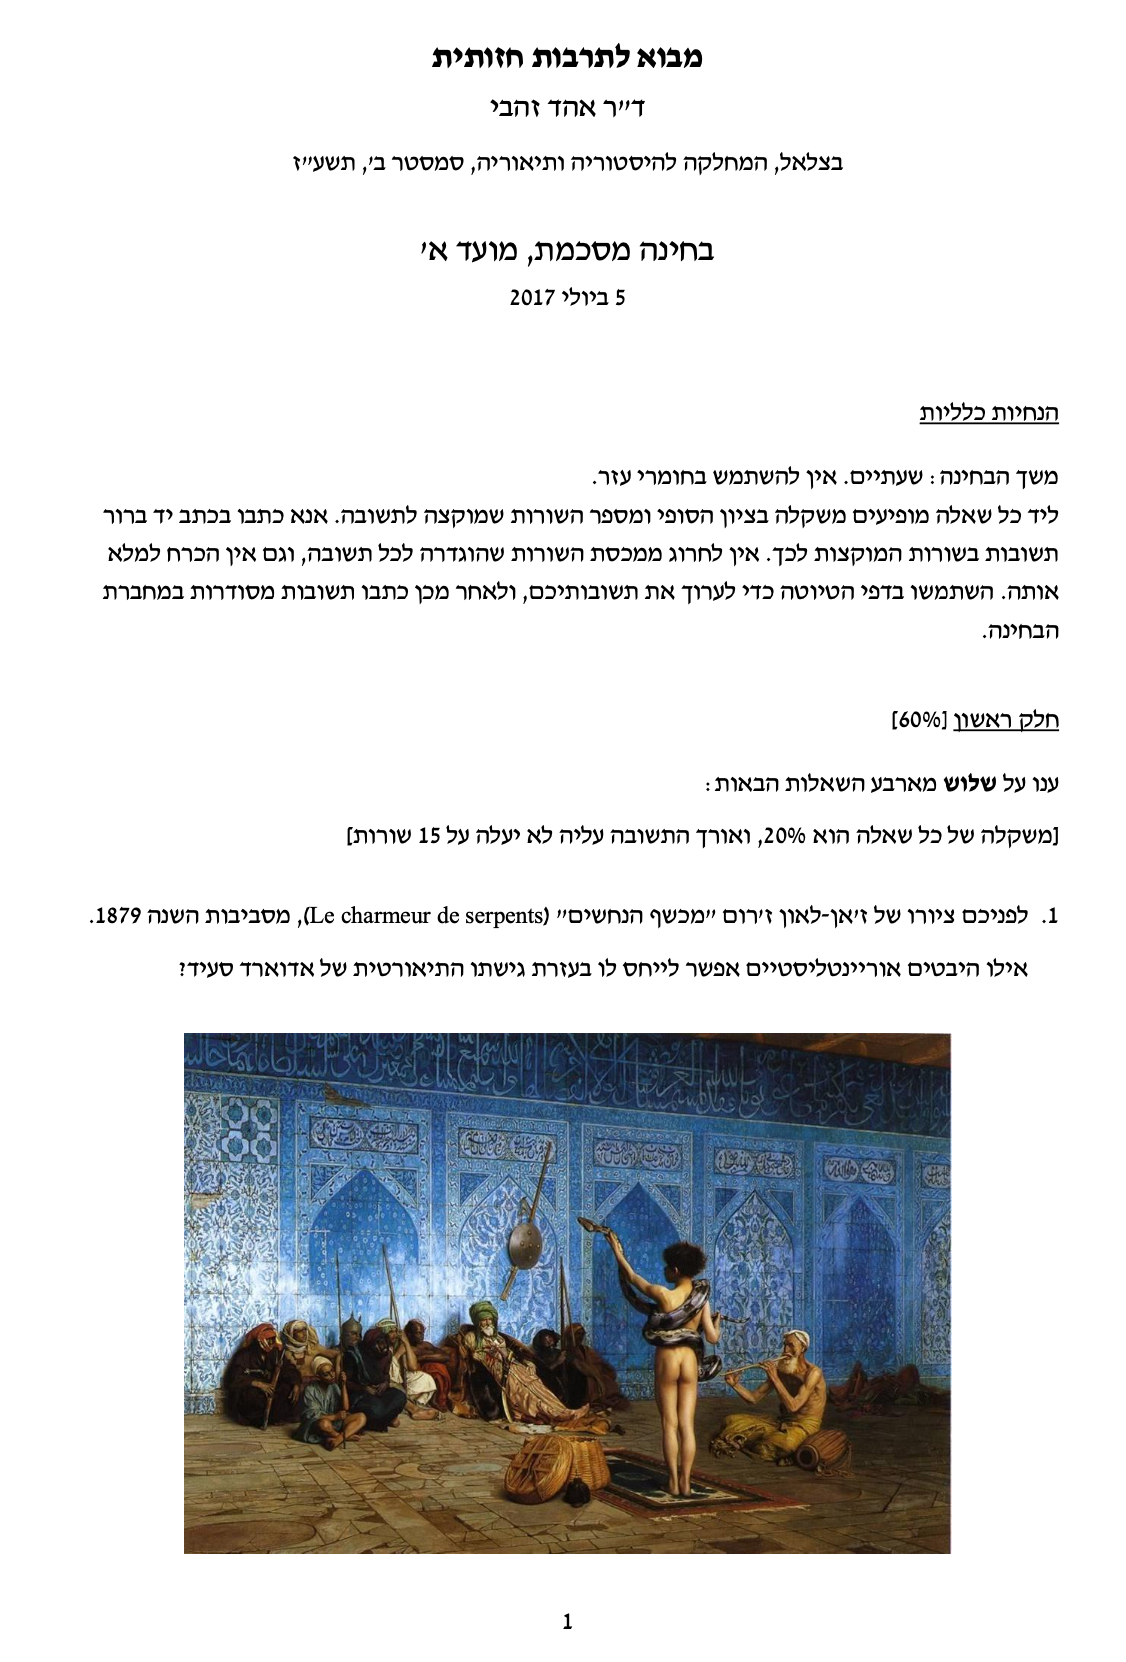 מבוא לתרבות חזותית
ד״ר אהד זהבי
בצלאל, המחלקה להיסטוריה ותיאוריה, סמסטר ב׳, תשע״ז
בחינה מסכמת, מועד א׳
5 ביולי 2017
הנחיות כלליות
משך הבחינה: שעתיים. אין להשתמש בחומרי עזר.
ליד כל שאלה מופיעים משקלה בציון הסופי ומספר השורות שמוקצה לתשובה. אנא כתבו בכתב יד ברור
תשובות בשורות המוקצות לכך. אין לחרוג ממכסת השורות שהוגדרה לכל תשובה, וגם אין הכרח למלא
אותה. השתמשו בדפי הטיוטה כדי לערוך את תשובותיכם, ולאחר מכן כתבו תשובות מסודרות במחברת
הבחינה.
חלק ראשון [60%]
ענו על שלוש מארבע השאלות הבאות:
[משקלה של כל שאלה הוא 20%, ואורך התשובה עליה לא יעלה על 15 שורות]
1. לפניכם ציורו של ז׳אן-לאון ז׳רום ״מכשף הנחשים״ (Le charmeur de serpents), מסביבות השנה 1879.
אילו היבטים אוריינטליסטיים אפשר לייחס לו בעזרת גישתו התיאורטית של אדוארד סעיד?
1